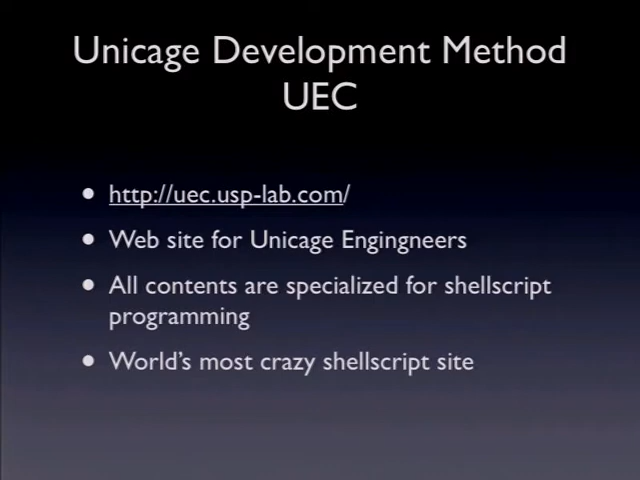 Unicage Development Method
UEC
• http://uec.usp-lab.com/
• Web site for Unicage Engingneers
• All contents are specialized for shellscript
programming
• World's most crazy shellscript site